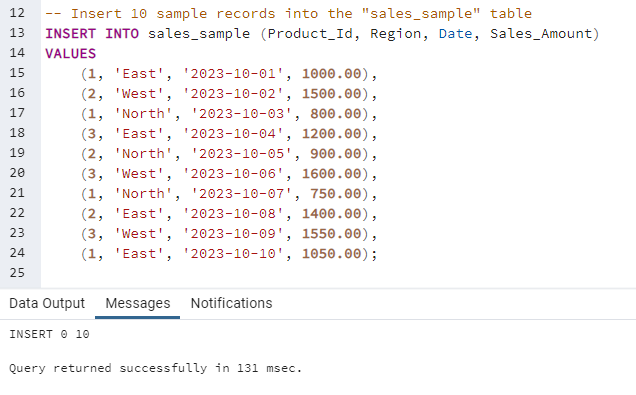 12 -- Insert 10 sample records into the "sales_sample" table
13 INSERT INTO sales_sample (Product_Id, Region, Date, Sales_Amount)
14 VALUES
15 (1, 'East', '2023-10-01', 1000.00),
16 (2, 'West', '2023-10-02', 1500.00),
17 (1, 'North', '2023-10-03', 800.00),
18 (3, 'East', '2023-10-04', 1200.00),
19 (2, 'North', '2023-10-05', 900.00),
20 (3, 'West', '2023-10-06', 1600.00),
21 (1, 'North', '2023-10-07', 750.00),
22 (2, 'East', '2023-10-08', 1400.00),
23 (3, 'West', '2023-10-09', 1550.00),
24 (1, 'East', '2023-10-10', 1050.00);
25
Data Output Messages Notifications
INSERT 0 10
Query returned successfully in 131 msec.